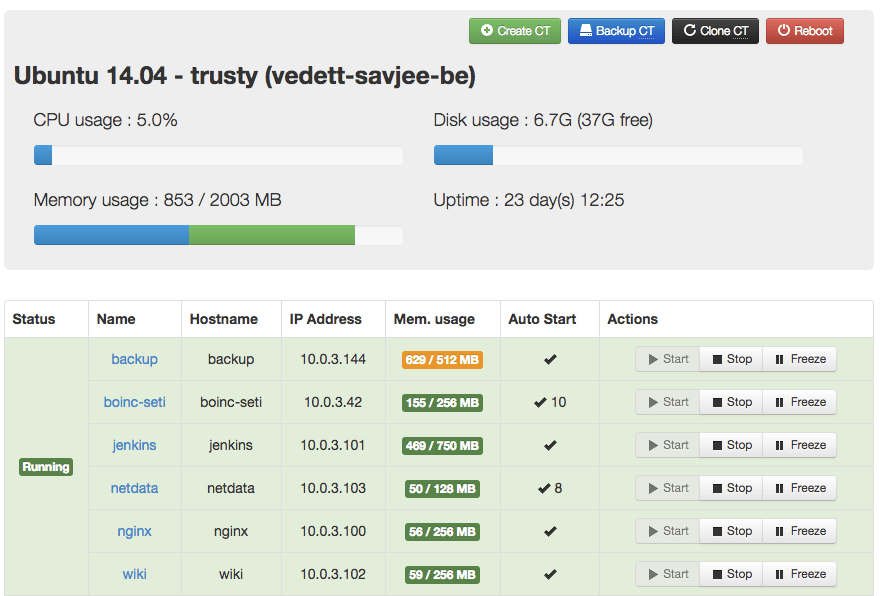 Create CT Backup CT Clone CT Reboot
Ubuntu 14.04 - trusty (vedett-savjee-be)
CPU usage : 5.0% Disk usage : 6.7G (37G free)
Memory usage : 853 / 2003 MB Uptime : 23 day(s) 12:25
Status Name Hostname IP Address Mem. usage Auto Start Actions
backup backup 10.0.3.144 629 / 512 MB Start Stop Freeze
boinc-seti boinc-seti 10.0.3.42 155 / 256 MB 10 Start Stop Freeze
jenkins jenkins 10.0.3.101 469 / 750 MB Start Stop Freeze
Running
netdata netdata 10.0.3.103 50 / 128 MB 8 Start Stop Freeze
nginx nginx 10.0.3.100 56 / 256 MB Start Stop Freeze
wiki wiki 10.0.3.102 59 / 256 MB Start Stop Freeze